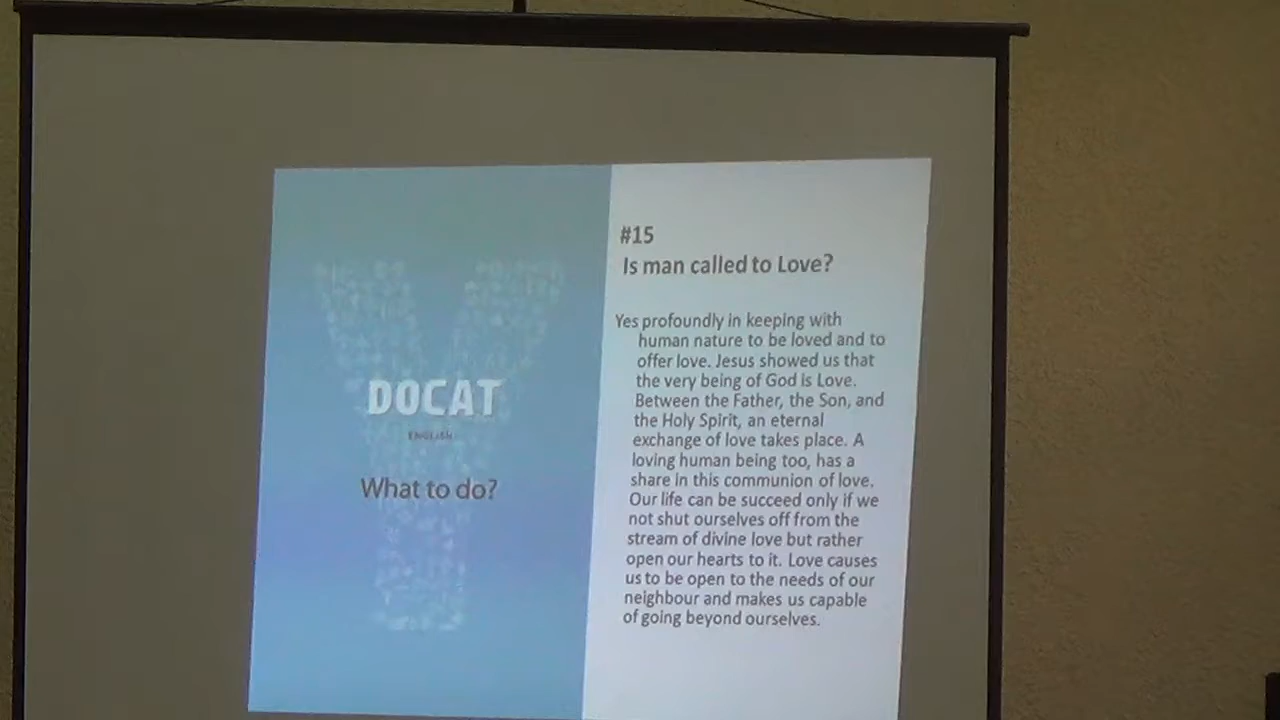 DOCAT
ENGLISH
What to do?
#15
Is man called to Love?
Yes profoundly in keeping with
human nature to be loved and to
offer love. Jesus showed us that
the very being of God is Love.
Between the Father, the Son, and
the Holy Spirit, an eternal
exchange of love takes place. A
loving human being too, has a
share in this communion of love.
Our life can be succeed only if we
not shut ourselves off from the
stream of divine love but rather
open our hearts to it. Love causes
us to be open to the needs of our
neighbour and makes us capable
of going beyond ourselves.